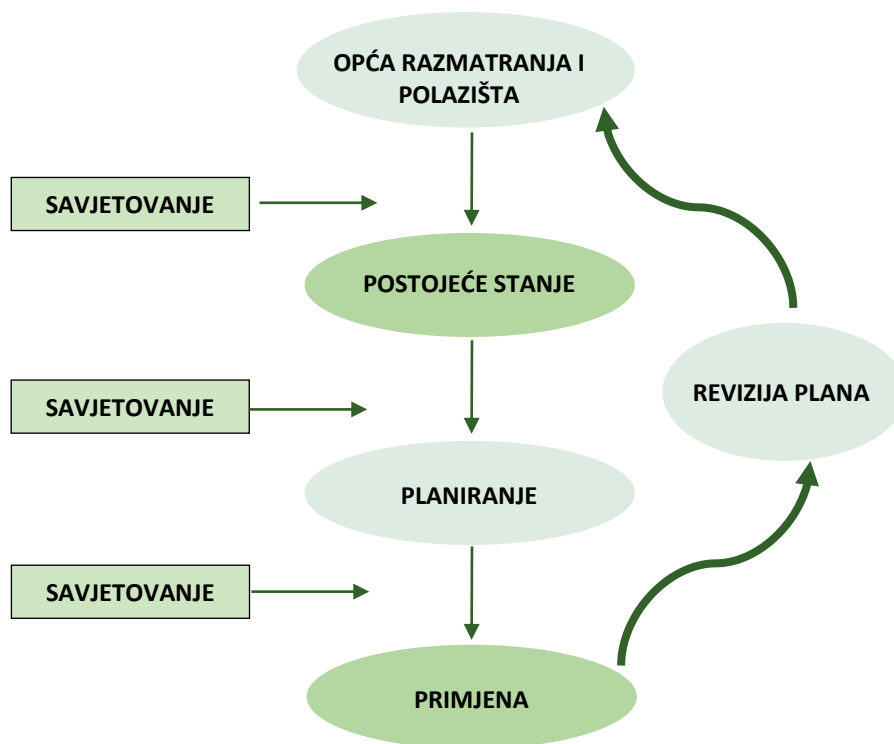 OPĆA RAZMATRANJA I
POLAZIŠTA
SAVJETOVANJE
POSTOJEĆE STANJE
SAVJETOVANJE
REVIZIJA PLANA
PLANIRANJE
SAVJETOVANJE
PRIMJENA